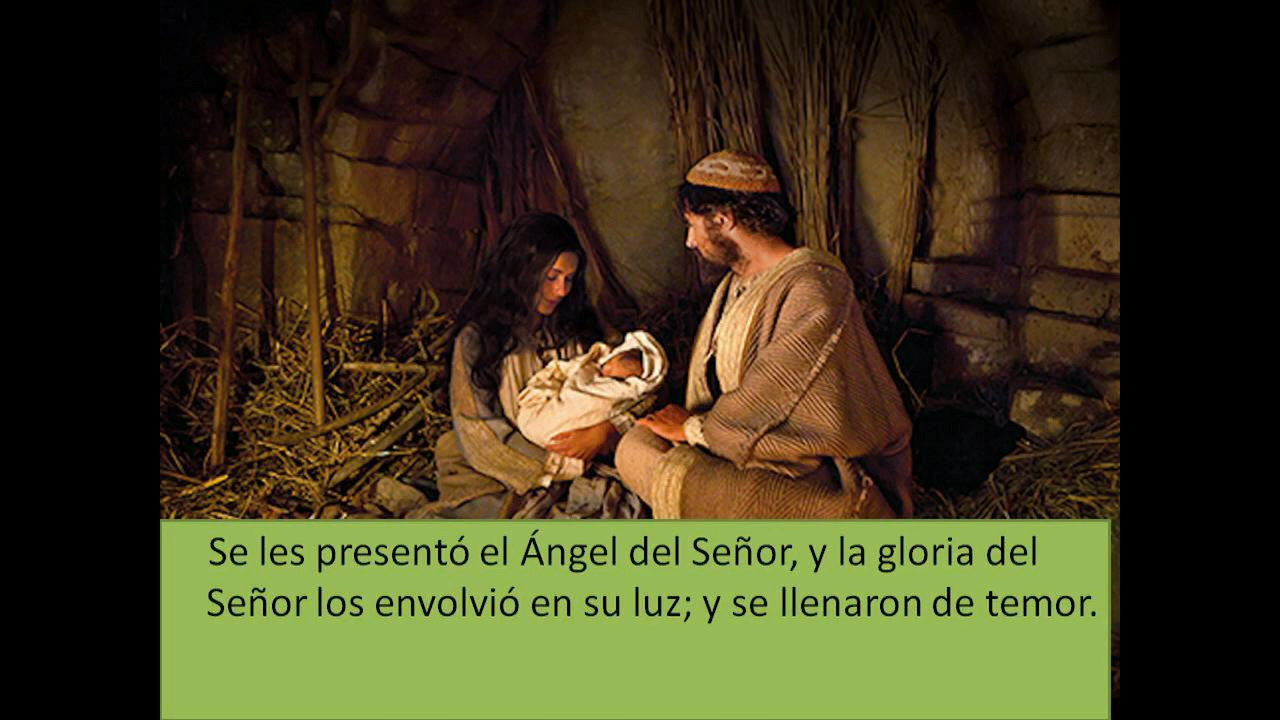 Se les presentó el Ángel del Señor, y la gloria del
Señor los envolvió en su luz; y se llenaron de temor.